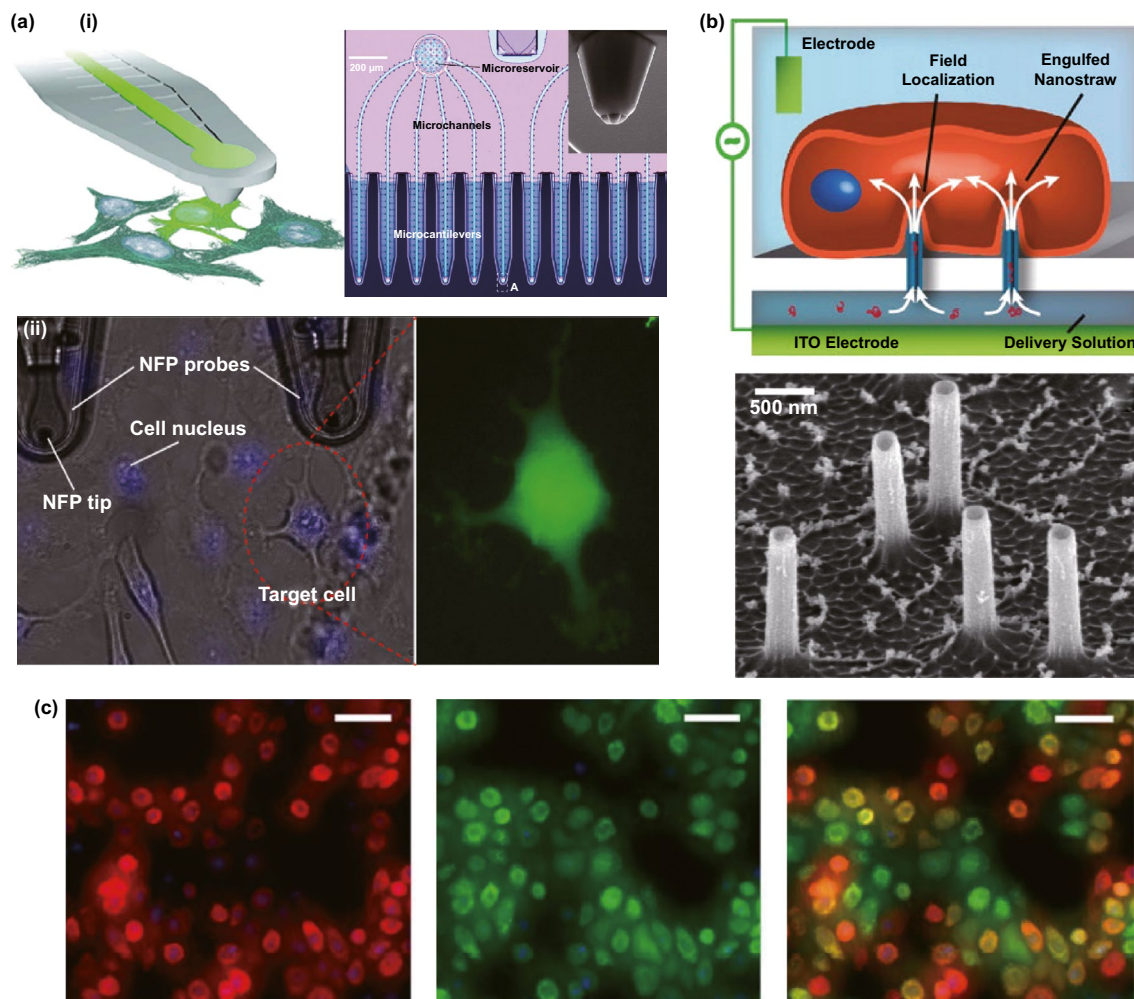 (a)
(i)
200 µm
Microreservoir
Microchannels
Microcantilevers
A
(ii)
NFP probes
Cell nucleus
NFP tip
Target cell
(b)
Electrode
Field
Localization
Engulfed
Nanostraw
~
ITO Electrode
Delivery Solution
500 nm
(c)